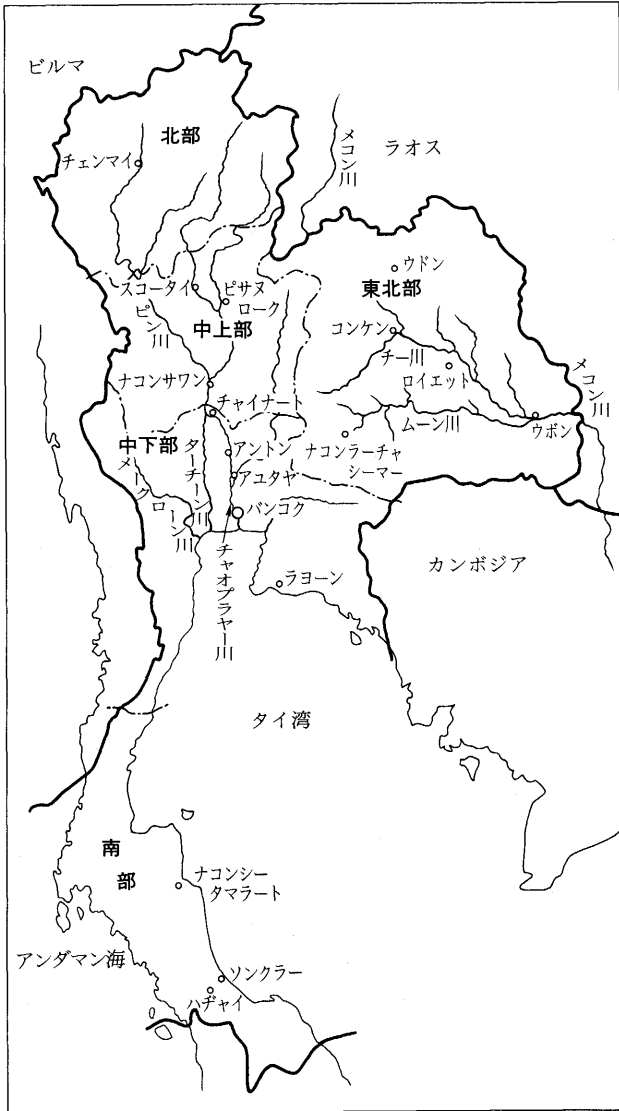 ビルマ
北部
チェンマイ
メコン川
ラオス
ウドン
東北部
スコータイ
ピサヌ
ローク
ピン川
中上部
コンケン
チー川
ロイエット
メコン川
ナコンサワン
チャイナート
ムーン川
ウボン
中下部
アントン
ナコンラーチャ
シーマー
メークローン川
ターチーン川
アユタヤ
バンコク
チャオプラヤー川
ラヨーン
カンボジア
タイ湾
南部
ナコンシー
タマラート
アンダマン海
ソンクラー
ハヂャイ